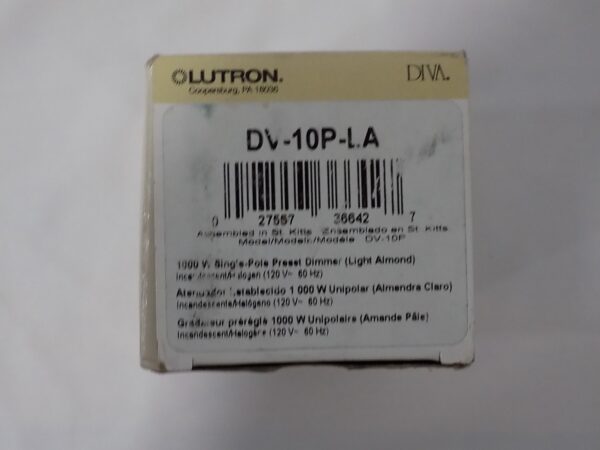 LUTRON. DIVA.
Coopersburg, PA 18036
DV-10P-LA
0 27557 36642 7
Assembled in St. Kitts Ensamblado en St. Kitts
Model/Modelo/Modèle DV-10P
1000 W Single-Pole Preset Dimmer (Light Almond)
Incandescent/Halogen (120 V~ 60 Hz)
Atenuador Establecido 1 000 W Unipolar (Almendra Claro)
Incandescente/Halógeno (120 V~ 60 Hz)
Gradateur préréglé 1000 W Unipolaire (Amande Pâle)
Incandescent/Halogène (120 V~ 60 Hz)